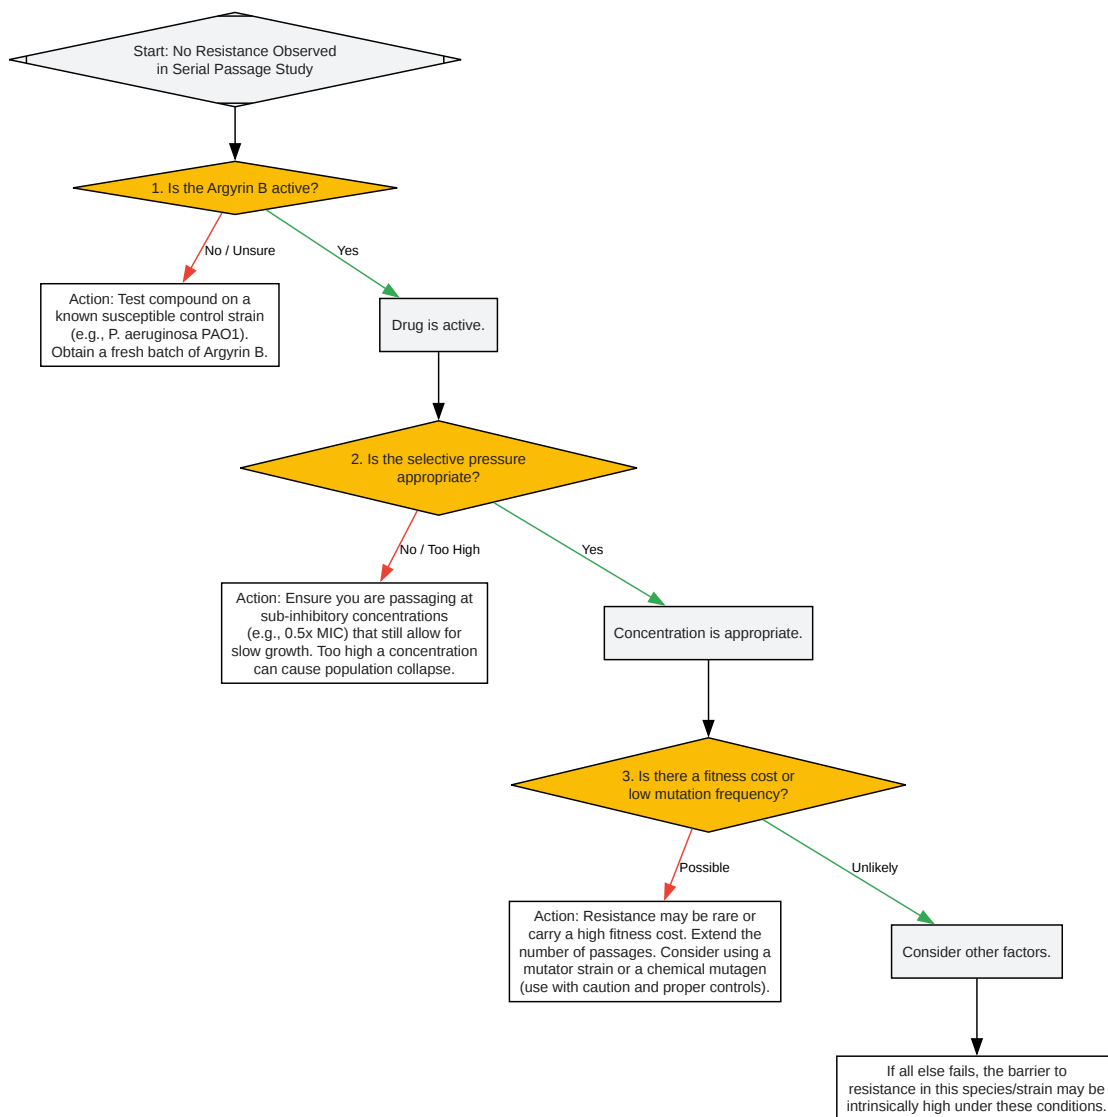 Start: No Resistance Observed
in Serial Passage Study
1. Is the Argyrin B active?
No / Unsure
Yes
Action: Test compound on a
known susceptible control strain
(e.g., P. aeruginosa PAO1).
Obtain a fresh batch of Argyrin B.
Drug is active.
2. Is the selective pressure
appropriate?
No / Too High
Yes
Action: Ensure you are passaging at
sub-inhibitory concentrations
(e.g., 0.5x MIC) that still allow for
slow growth. Too high a concentration
can cause population collapse.
Concentration is appropriate.
3. Is there a fitness cost or
low mutation frequency?
Possible
Unlikely
Action: Resistance may be rare or
carry a high fitness cost. Extend the
number of passages. Consider using a
mutator strain or a chemical mutagen
(use with caution and proper controls).
Consider other factors.
If all else fails, the barrier to
resistance in this species/strain may be
intrinsically high under these conditions.